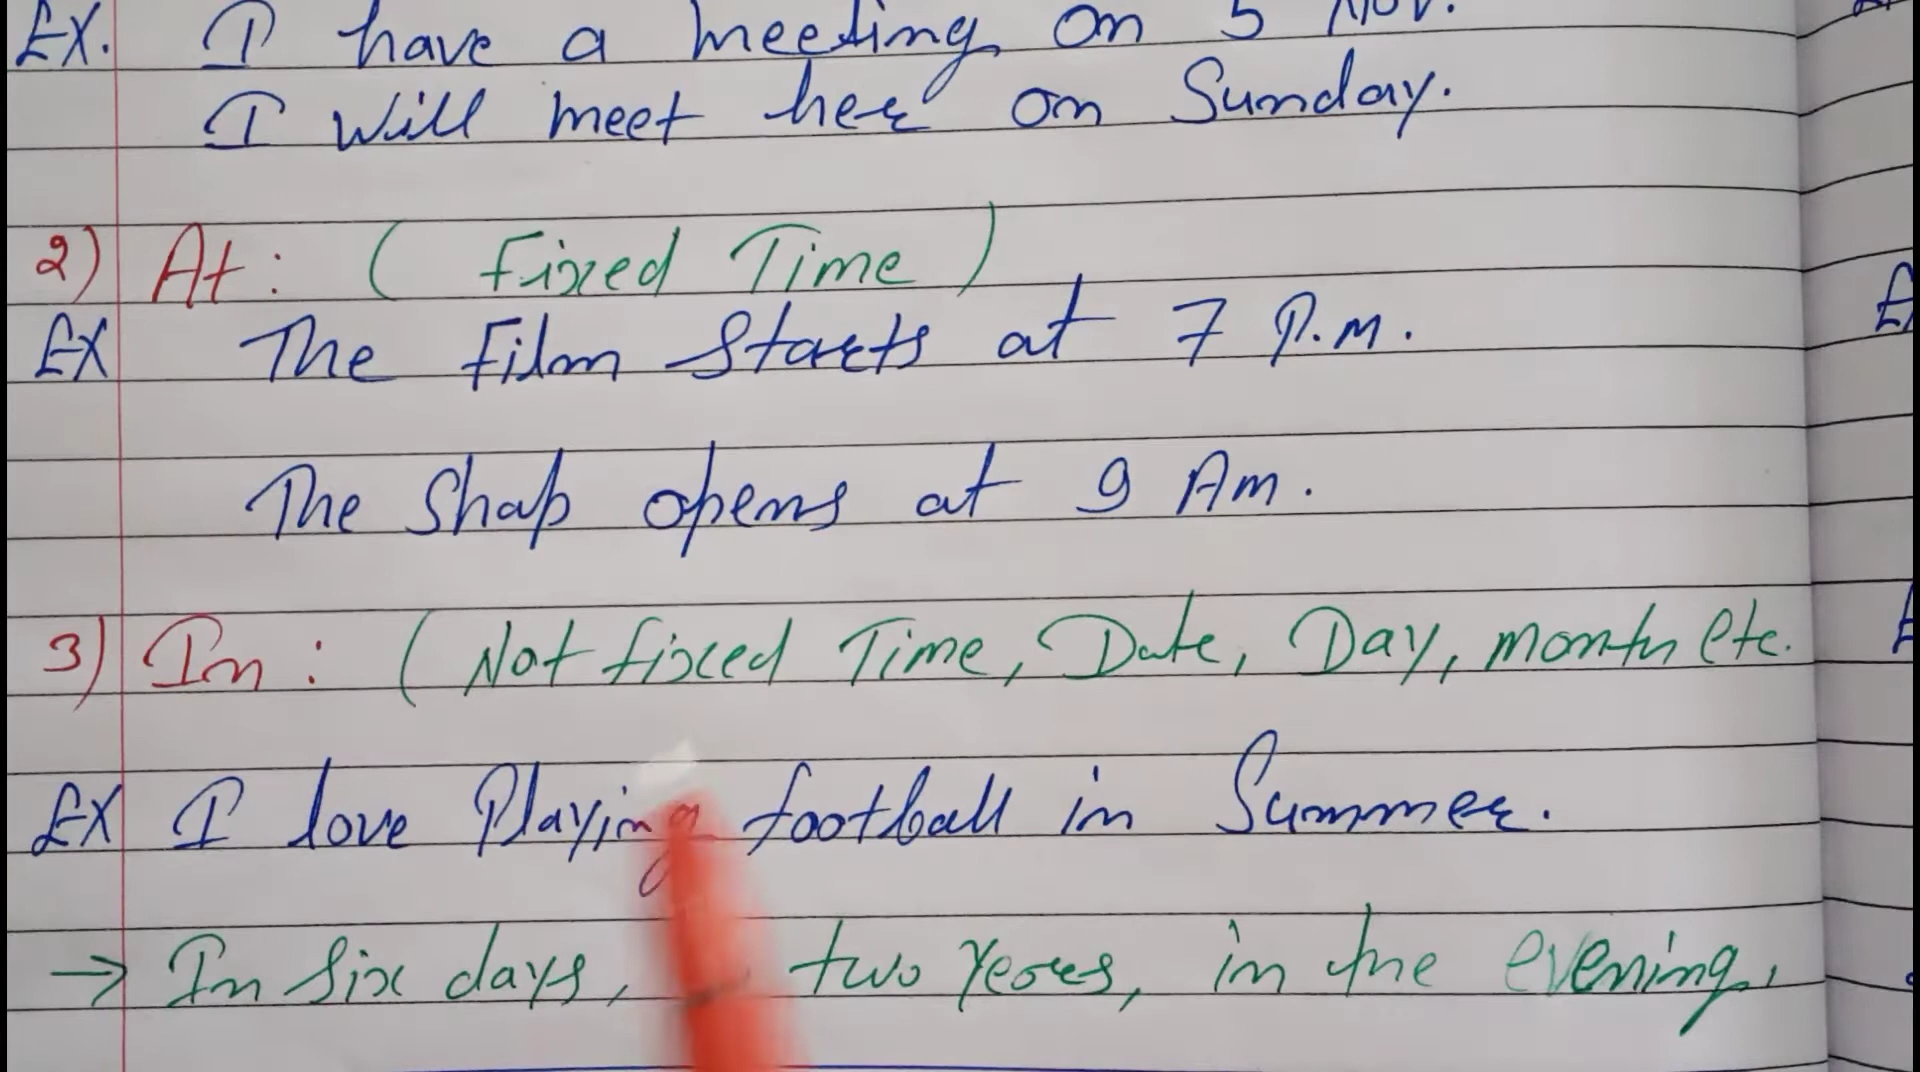 EX. I have a meeting on 5 Nov.
I will meet her on Sunday.
2) At : ( Fixed Time )
EX The film starts at 7 P.M.
The Shop opens at 9 Am.
3) In : ( Not fixed Time, Date, Day, month etc.
EX I love Playing football in Summer.
→ In six days, two years, in the evening,